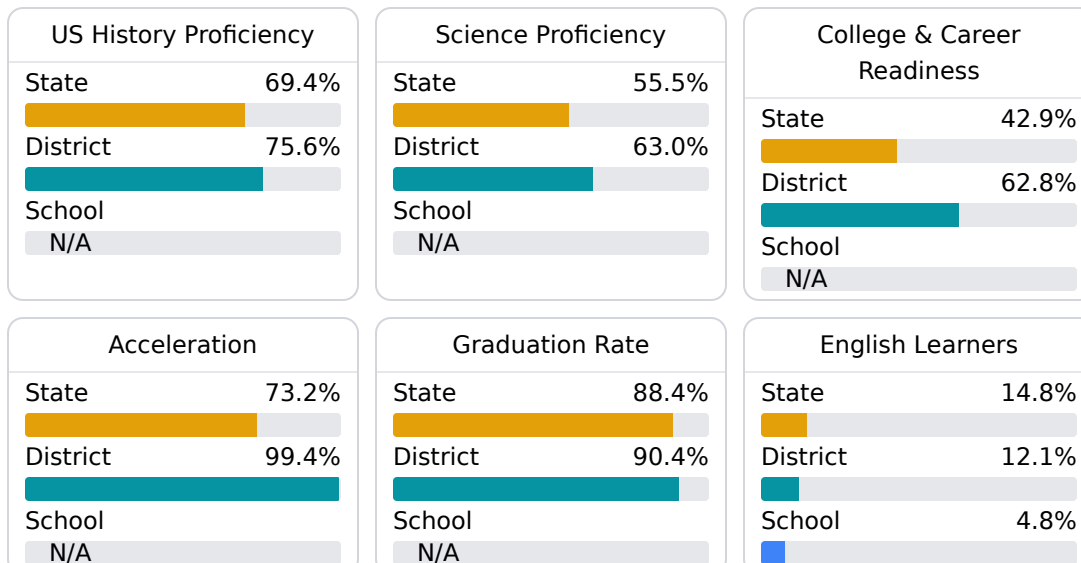 US History Proficiency
State 69.4%
District 75.6%
School
N/A
Science Proficiency
State 55.5%
District 63.0%
School
N/A
College & Career
Readiness
State 42.9%
District 62.8%
School
N/A
Acceleration
State 73.2%
District 99.4%
School
N/A
Graduation Rate
State 88.4%
District 90.4%
School
N/A
English Learners
State 14.8%
District 12.1%
School 4.8%